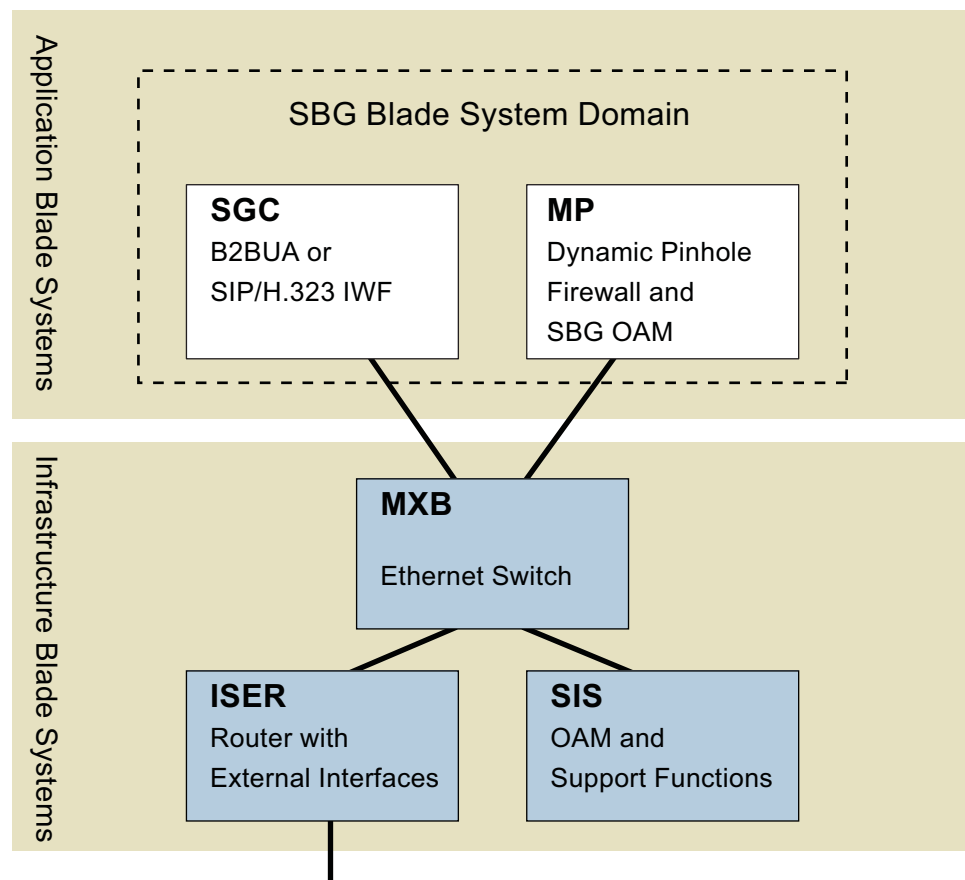 Application Blade Systems
SBG Blade System Domain
SGC
B2BUA or
SIP/H.323 IWF
MP
Dynamic Pinhole
Firewall and
SBG OAM
Infrastructure Blade Systems
MXB
Ethernet Switch
ISER
Router with
External Interfaces
SIS
OAM and
Support Functions